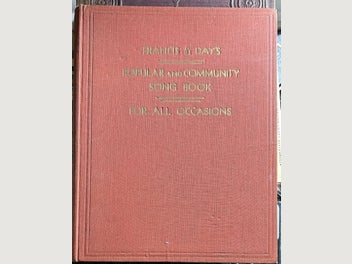 FRANCIS & DAY'S
POPULAR AND COMMUNITY
SONG BOOK
FOR ALL OCCASIONS